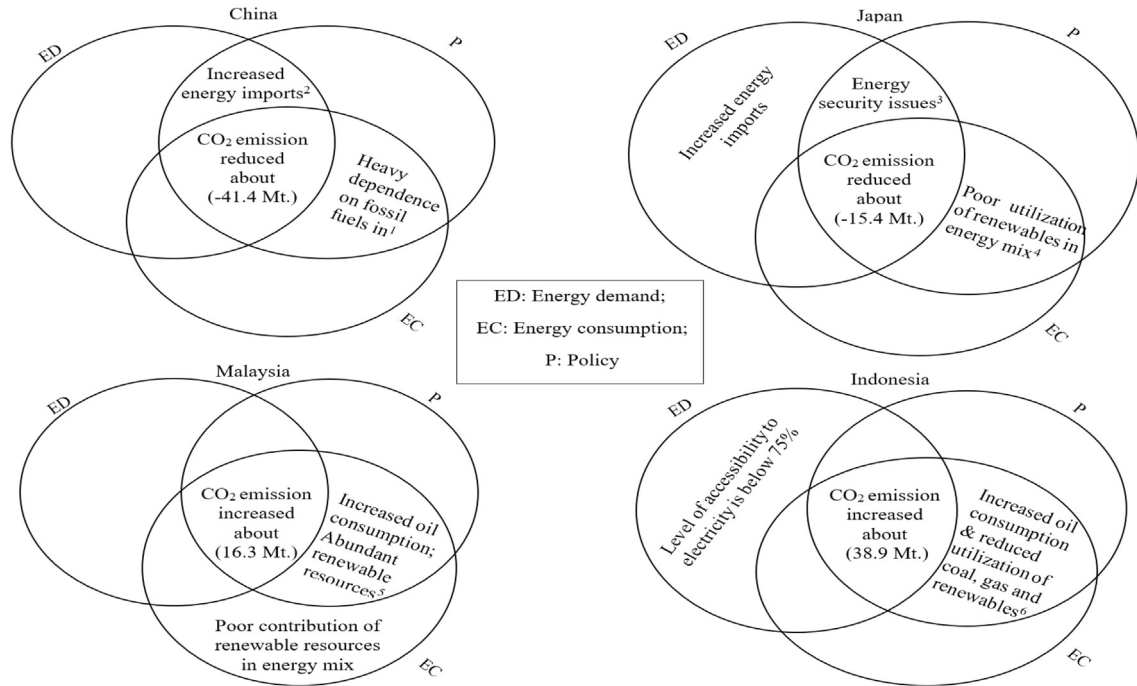 China
ED
P
Increased
energy imports²
CO₂ emission
reduced
about
(-41.4 Mt.)
Heavy
dependence
on fossil
fuels in¹
EC
Japan
ED
P
Increased energy
imports
Energy
security issues³
CO₂ emission
reduced
about
(-15.4 Mt.)
Poor utilization
of renewables in
energy mix⁴
EC
ED: Energy demand;
EC: Energy consumption;
P: Policy
Malaysia
ED
P
CO₂ emission
increased
about
(16.3 Mt.)
Increased oil
consumption;
Abundant
renewable
resources⁵
Poor contribution of
renewable resources
in energy mix
EC
Indonesia
ED
P
Level of accessibility to
electricity is below 75%
CO₂ emission
increased
about
(38.9 Mt.)
Increased oil
consumption
& reduced
utilization of
coal, gas and
renewables⁶
EC